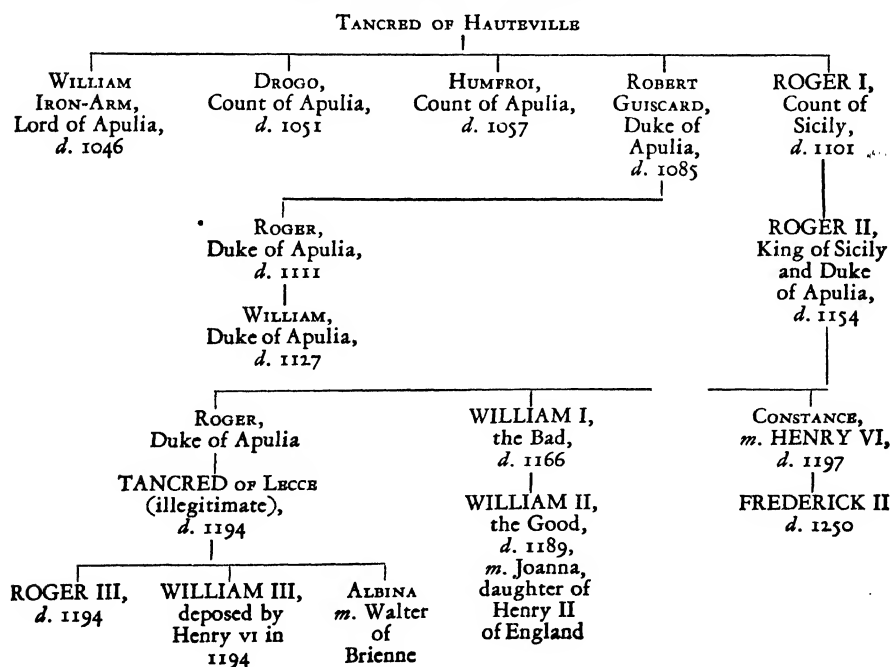 TANCRED OF HAUTEVILLE
WILLIAM
IRON-ARM,
Lord of Apulia,
d. 1046
DROGO,
Count of Apulia,
d. 1051
HUMFROI,
Count of Apulia,
d. 1057
ROBERT
GUISCARD,
Duke of
Apulia,
d. 1085
ROGER I,
Count of
Sicily,
d. 1101
ROGER,
Duke of Apulia,
d. 1111
WILLIAM,
Duke of Apulia,
d. 1127
ROGER II,
King of Sicily
and Duke
of Apulia,
d. 1154
ROGER,
Duke of Apulia
TANCRED OF LECCE
(illegitimate),
d. 1194
WILLIAM I,
the Bad,
d. 1166
WILLIAM II,
the Good,
d. 1189,
m. Joanna,
daughter of
Henry II
of England
CONSTANCE,
m. HENRY VI,
d. 1197
FREDERICK II
d. 1250
ROGER III,
d. 1194
WILLIAM III,
deposed by
Henry VI in
1194
ALBINA
m. Walter
of
Brienne